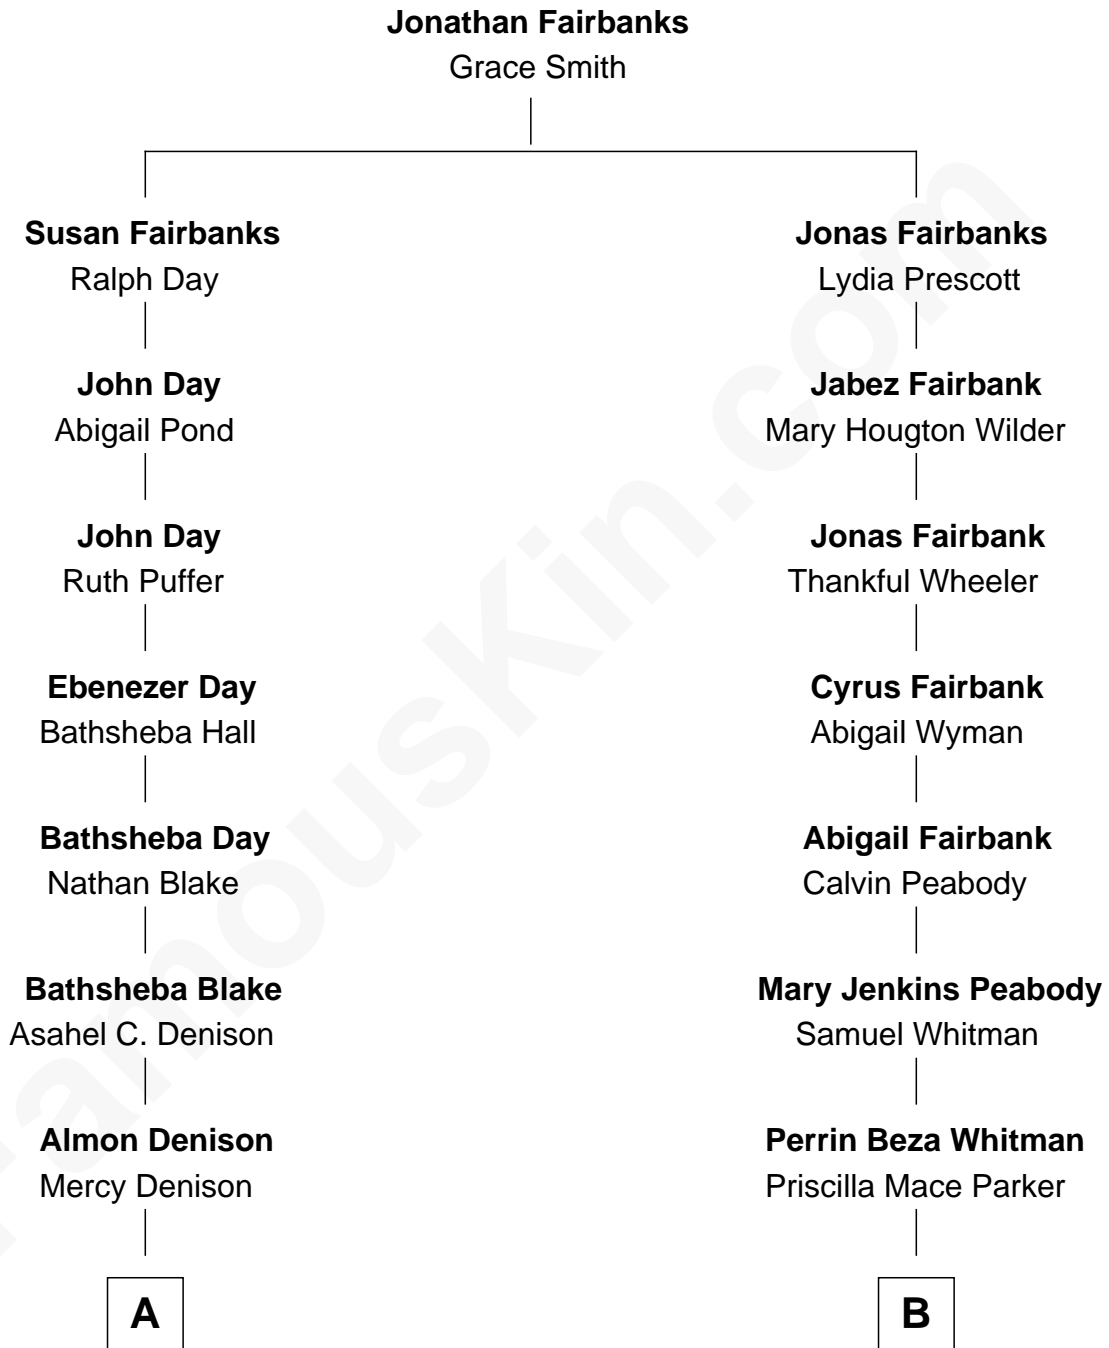 Jonathan Fairbanks
Grace Smith
Susan Fairbanks
Ralph Day
Jonas Fairbanks
Lydia Prescott
John Day
Abigail Pond
Jabez Fairbank
Mary Hougton Wilder
John Day
Ruth Puffer
Jonas Fairbank
Thankful Wheeler
Ebenezer Day
Bathsheba Hall
Cyrus Fairbank
Abigail Wyman
Bathsheba Day
Nathan Blake
Abigail Fairbank
Calvin Peabody
Bathsheba Blake
Asahel C. Denison
Mary Jenkins Peabody
Samuel Whitman
Almon Denison
Mercy Denison
Perrin Beza Whitman
Priscilla Mace Parker
A
B
FamousKin.com